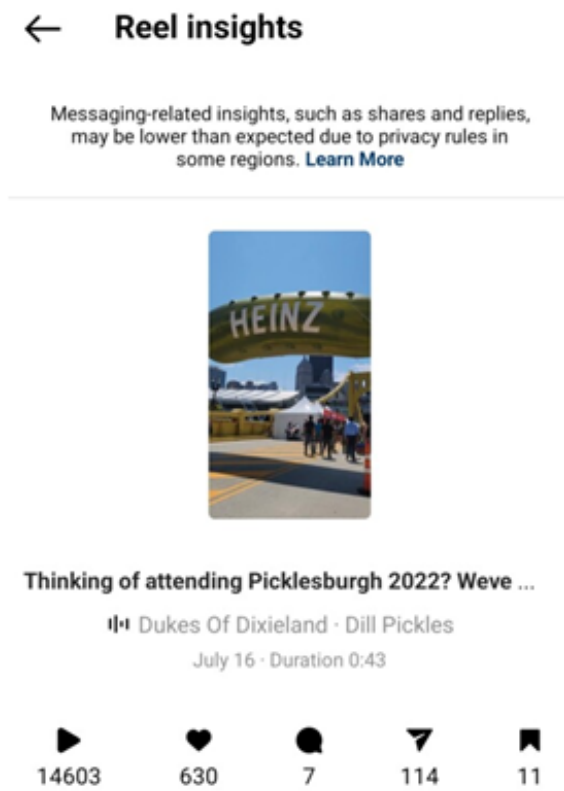 Reel insights
Messaging-related insights, such as shares and replies,
may be lower than expected due to privacy rules in
some regions. Learn More
HEINZ
Thinking of attending Picklesburgh 2022? Weve ...
Dukes Of Dixieland · Dill Pickles
July 16 · Duration 0:43
14603 630 7 114 11